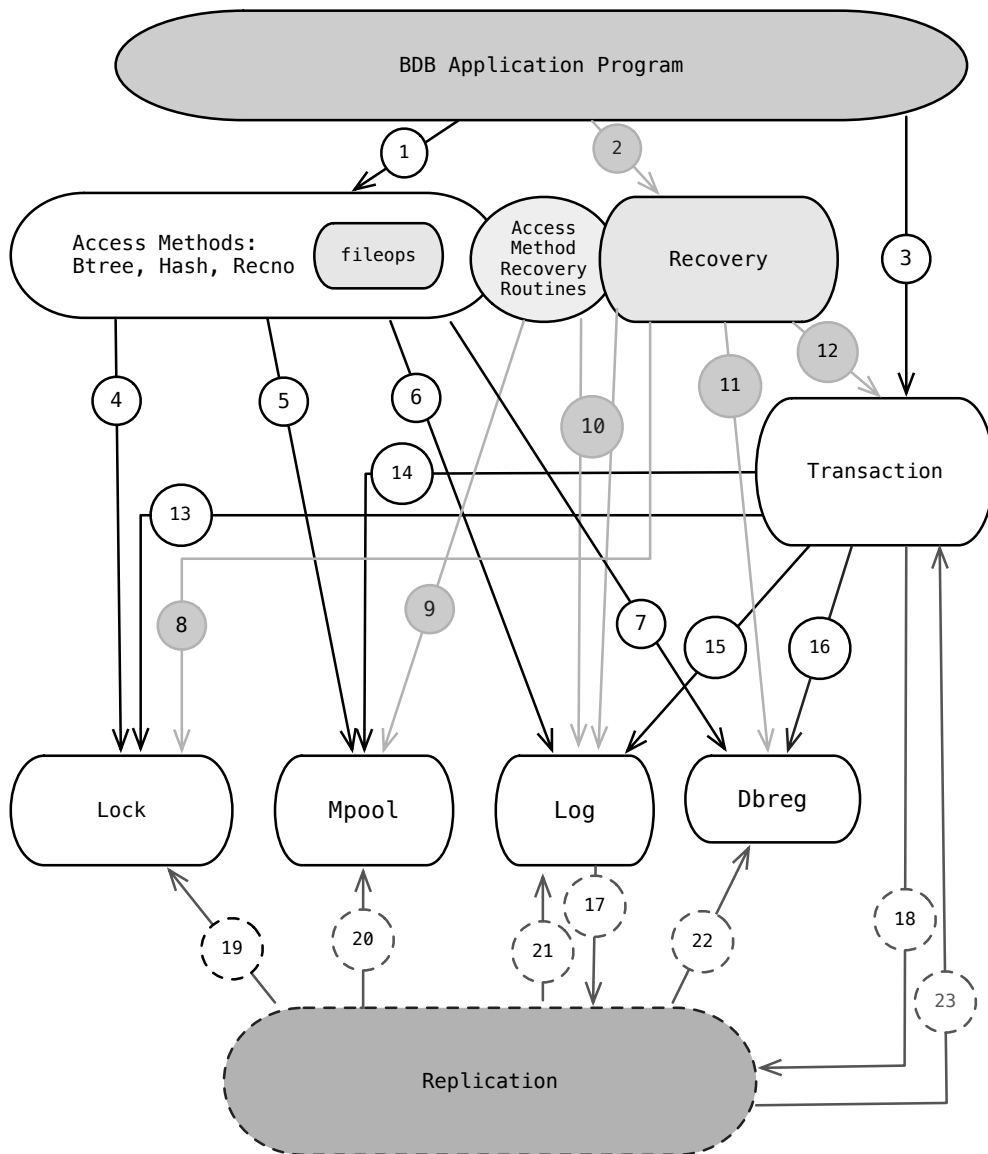 BDB Application Program
1
2
Access Methods:
Btree, Hash, Recno
fileops
Access
Method
Recovery
Routines
Recovery
3
12
11
4
5
6
10
14
Transaction
13
9
8
7
15
16
Lock
Mpool
Log
Dbreg
17
18
19
20
21
22
23
Replication